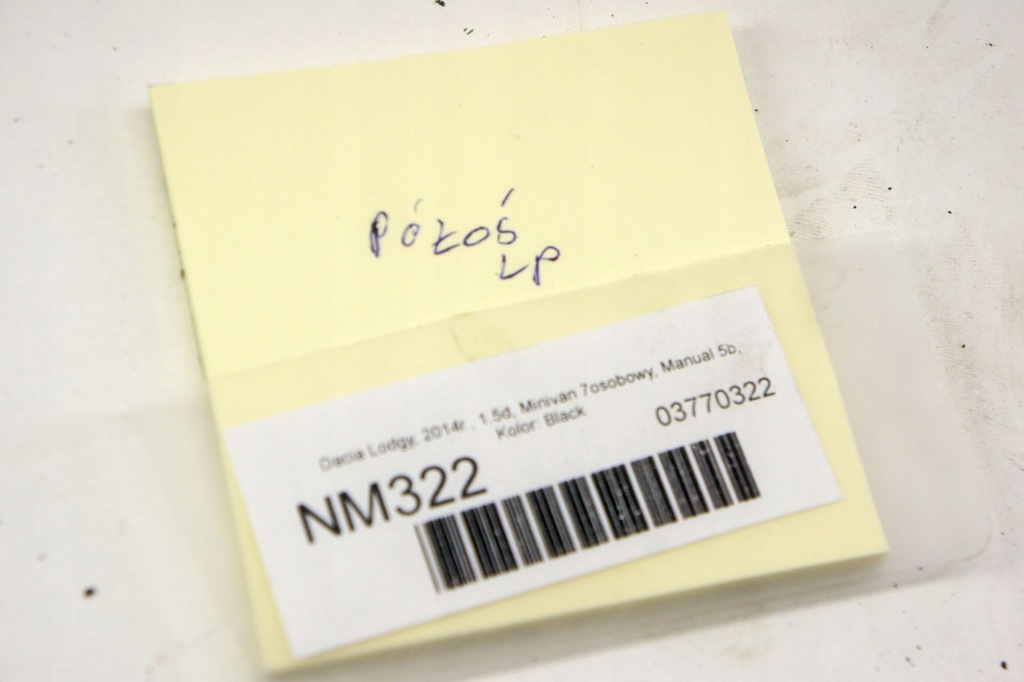 PÓŁOŚ
LP
Dacia Lodgy, 2014r., 1.5d, Minivan 7osobowy, Manual 5b,
Kolor: Black
03770322
NM322